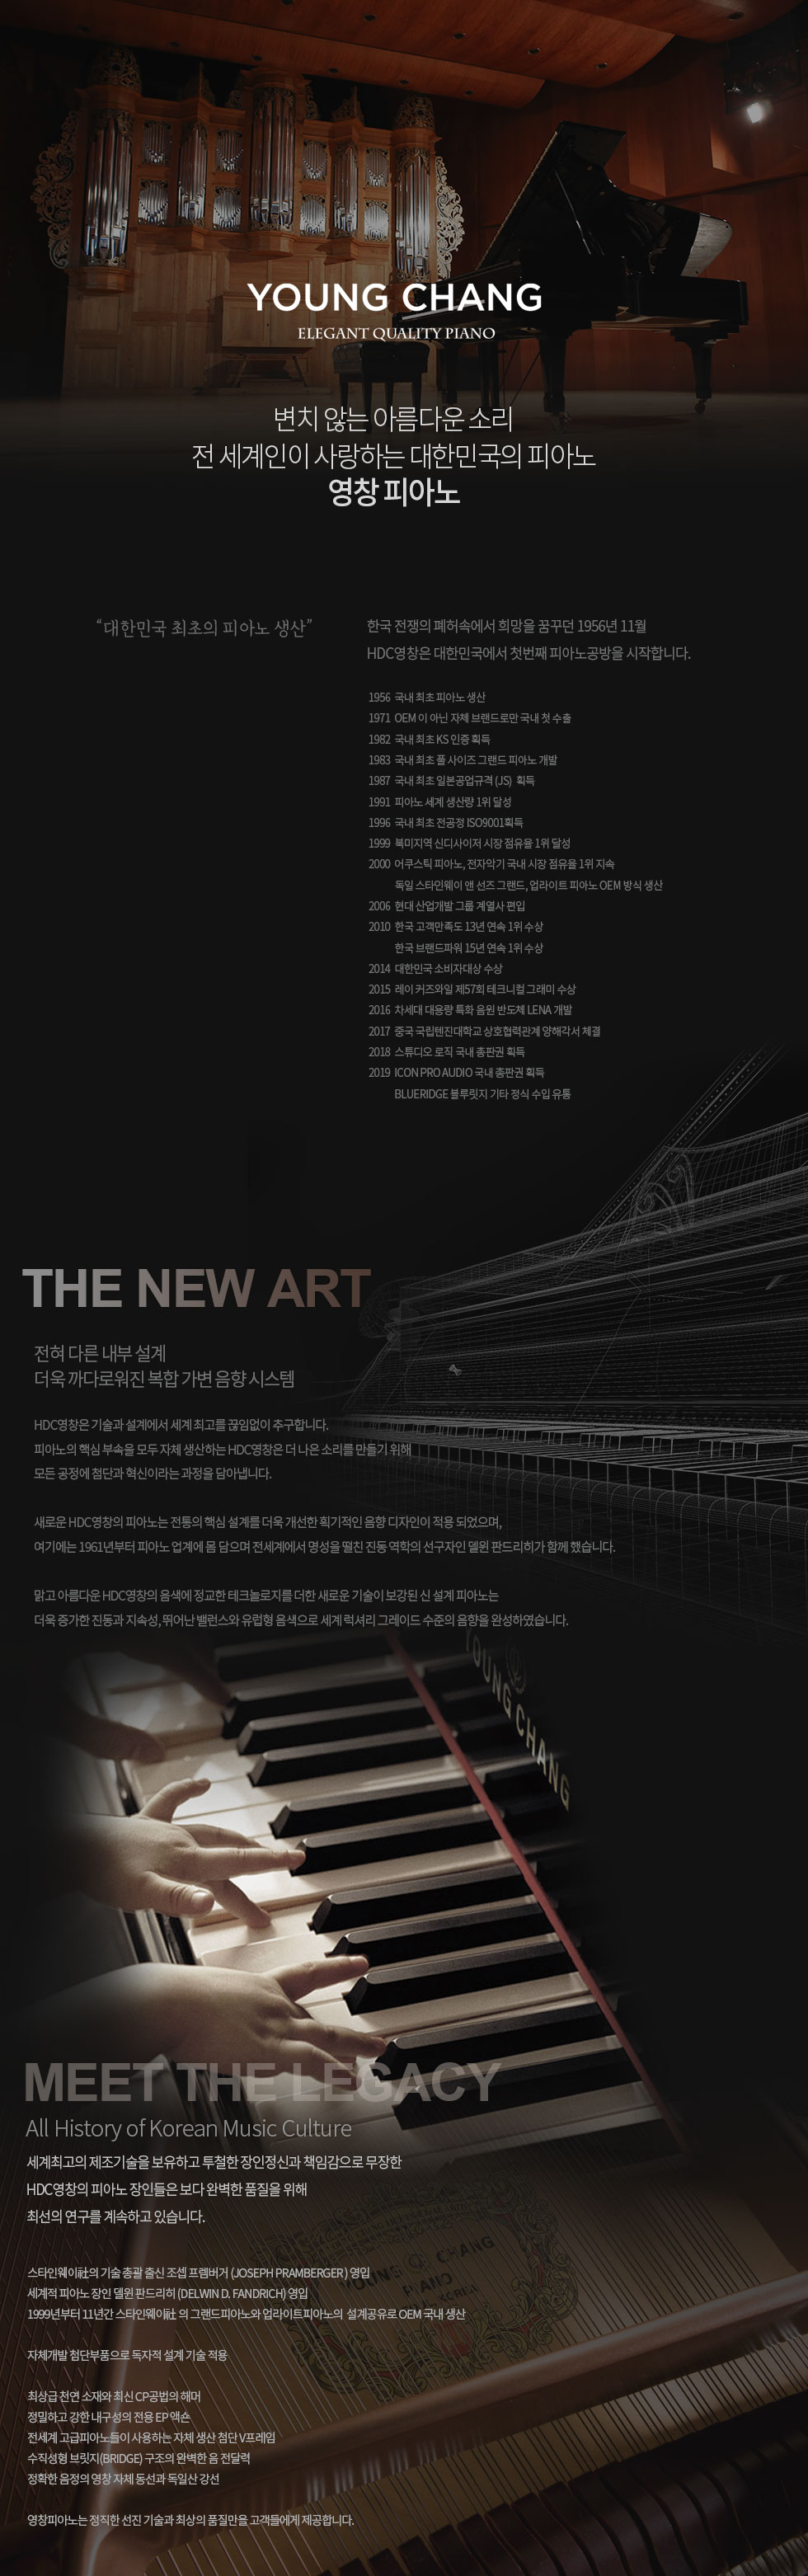 YOUNG CHANG
ELEGANT QUALITY PIANO
변치 않는 아름다운 소리
전 세계인이 사랑하는 대한민국의 피아노
영창 피아노
“대한민국 최초의 피아노 생산”
한국 전쟁의 폐허속에서 희망을 꿈꾸던 1956년 11월
HDC영창은 대한민국에서 첫번째 피아노공방을 시작합니다.
1956 국내 최초 피아노 생산
1971 OEM 이 아닌 자체 브랜드로만 국내 첫 수출
1982 국내 최초 KS 인증 획득
1983 국내 최초 풀 사이즈 그랜드 피아노 개발
1987 국내 최초 일본공업규격 (JS) 획득
1991 피아노 세계 생산량 1위 달성
1996 국내 최초 전공정 ISO9001획득
1999 북미지역 신디사이저 시장 점유율 1위 달성
2000 어쿠스틱 피아노, 전자악기 국내 시장 점유율 1위 지속
독일 스타인웨이 앤 선즈 그랜드, 업라이트 피아노 OEM 방식 생산
2006 현대 산업개발 그룹 계열사 편입
2010 한국 고객만족도 13년 연속 1위 수상
한국 브랜드파워 15년 연속 1위 수상
2014 대한민국 소비자대상 수상
2015 레이 커즈와일 제57회 테크니컬 그래미 수상
2016 차세대 대용량 특화 음원 반도체 LENA 개발
2017 중국 국립텐진대학교 상호협력관계 양해각서 체결
2018 스튜디오 로직 국내 총판권 획득
2019 ICON PRO AUDIO 국내 총판권 획득
BLUERIDGE 블루릿지 기타 정식 수입 유통
THE NEW ART
전혀 다른 내부 설계
더욱 까다로워진 복합 가변 음향 시스템
HDC영창은 기술과 설계에서 세계 최고를 끊임없이 추구합니다.
피아노의 핵심 부속을 모두 자체 생산하는 HDC영창은 더 나은 소리를 만들기 위해
모든 공정에 첨단과 혁신이라는 과정을 담아냅니다.
새로운 HDC영창의 피아노는 전통의 핵심 설계를 더욱 개선한 획기적인 음향 디자인이 적용 되었으며,
여기에는 1961년부터 피아노 업계에 몸 담으며 전세계에서 명성을 떨친 진동 역학의 선구자인 델윈 판드리히가 함께 했습니다.
맑고 아름다운 HDC영창의 음색에 정교한 테크놀로지를 더한 새로운 기술이 보강된 신 설계 피아노는
더욱 증가한 진동과 지속성, 뛰어난 밸런스와 유럽형 음색으로 세계 럭셔리 그레이드 수준의 음향을 완성하였습니다.
YOUNG CHANG
MEET THE LEGACY
All History of Korean Music Culture
세계최고의 제조기술을 보유하고 투철한 장인정신과 책임감으로 무장한
HDC영창의 피아노 장인들은 보다 완벽한 품질을 위해
최선의 연구를 계속하고 있습니다.
스타인웨이社의 기술 총괄 출신 조셉 프렘버거 (JOSEPH PRAMBERGER ) 영입
세계적 피아노 장인 델윈 판드리히 (DELWIN D. FANDRICH) 영입
1999년부터 11년간 스타인웨이社 의 그랜드피아노와 업라이트피아노의 설계공유로 OEM 국내 생산
YOUNG CHANG
PIANO
자체개발 첨단부품으로 독자적 설계 기술 적용
최상급 천연 소재와 최신 CP공법의 해머
정밀하고 강한 내구성의 전용 EP 액숀
전세계 고급피아노들이 사용하는 자체 생산 첨단 V프레임
수직성형 브릿지(BRIDGE) 구조의 완벽한 음 전달력
정확한 음정의 영창 자체 동선과 독일산 강선
영창피아노는 정직한 선진 기술과 최상의 품질만을 고객들에게 제공합니다.